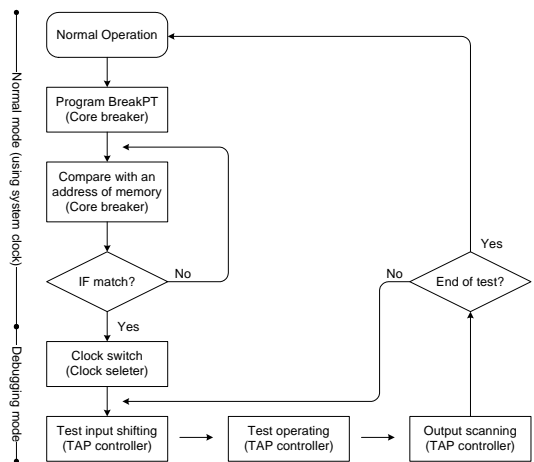 Normal Operation
Program BreakPT
(Core breaker)
Compare with an
address of memory
(Core breaker)
IF match?
No
Yes
Clock switch
(Clock seleter)
Test input shifting
(TAP controller)
Test operating
(TAP controller)
Output scanning
(TAP controller)
End of test?
No
Yes
Normal mode (using system clock)
Debugging mode